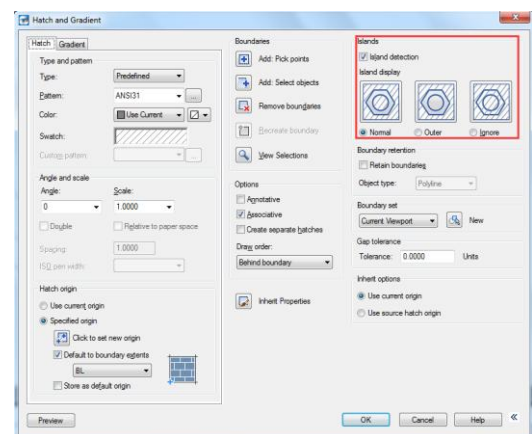 Hatch and Gradient
Hatch Gradient
Type and pattern
Type: Predefined
Pattern: ANSI31 ...
Color: Use Current
Swatch:
Custom pattern: ...
Angle and scale
Angle: Scale:
0 1.0000
Double Relative to paper space
Spacing: 1.0000
ISO pen width:
Hatch origin
Use current origin
Specified origin
Click to set new origin
Default to boundary extents
BL
Store as default origin
Preview
Boundaries
Add: Pick points
Add: Select objects
Remove boundaries
Recreate boundary
View Selections
Options
Annotative
Associative
Create separate hatches
Draw order:
Behind boundary
Inherit Properties
Islands
Island detection
Island display
Normal Outer Ignore
Boundary retention
Retain boundaries
Object type: Polyline
Boundary set
Current Viewport New
Gap tolerance
Tolerance: 0.0000 Units
Inherit options
Use current origin
Use source hatch origin
OK Cancel Help